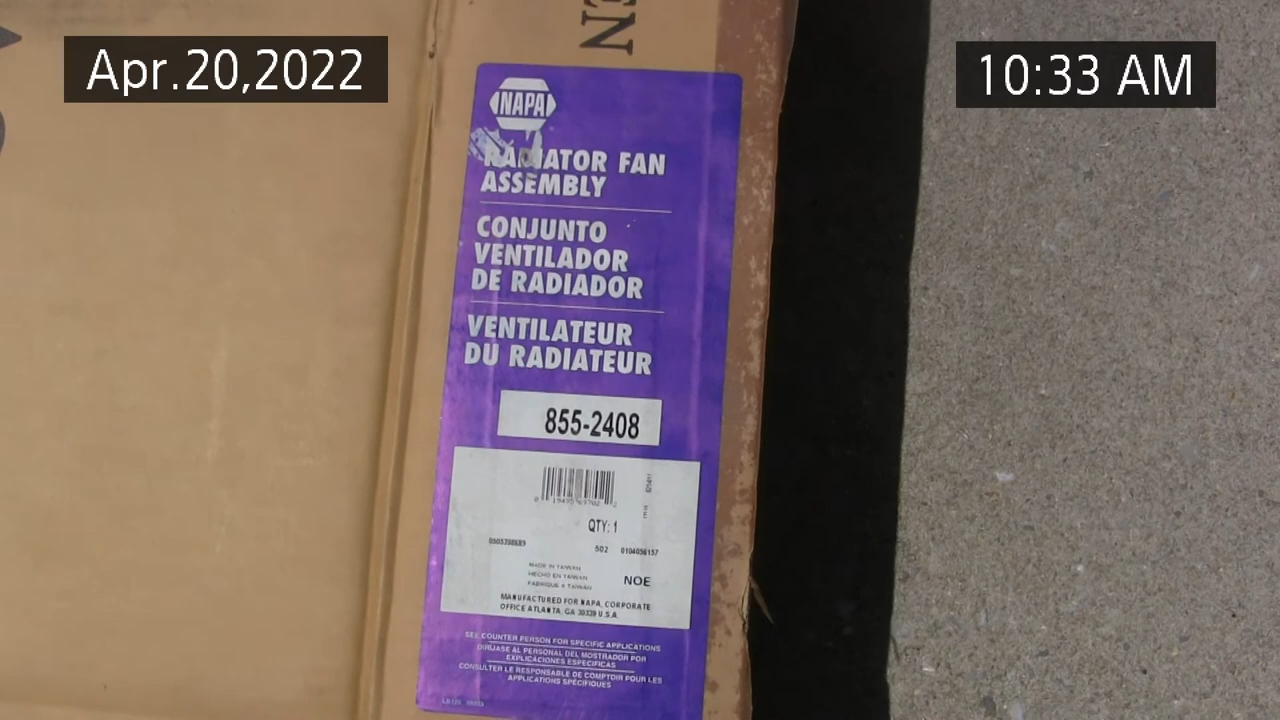 Apr.20,2022
10:33 AM
EN
NAPA
RADIATOR FAN
ASSEMBLY
CONJUNTO
VENTILADOR
DE RADIADOR
VENTILATEUR
DU RADIATEUR
855-2408
QTY: 1
502 0104056157
MADE IN TAIWAN
HECHO EN TAIWAN
FABRIQUE A TAIWAN
NOE
MANUFACTURED FOR NAPA, CORPORATE
OFFICE ATLANTA, GA 30339 U.S.A.
SEE COUNTER PERSON FOR SPECIFIC APPLICATIONS
DIRIJASE AL PERSONAL DEL MOSTRADOR POR
EXPLICACIONES ESPECIFICAS
CONSULTER LE RESPONSABLE DE COMPTOIR POUR LES
APPLICATIONS SPÉCIFIQUES